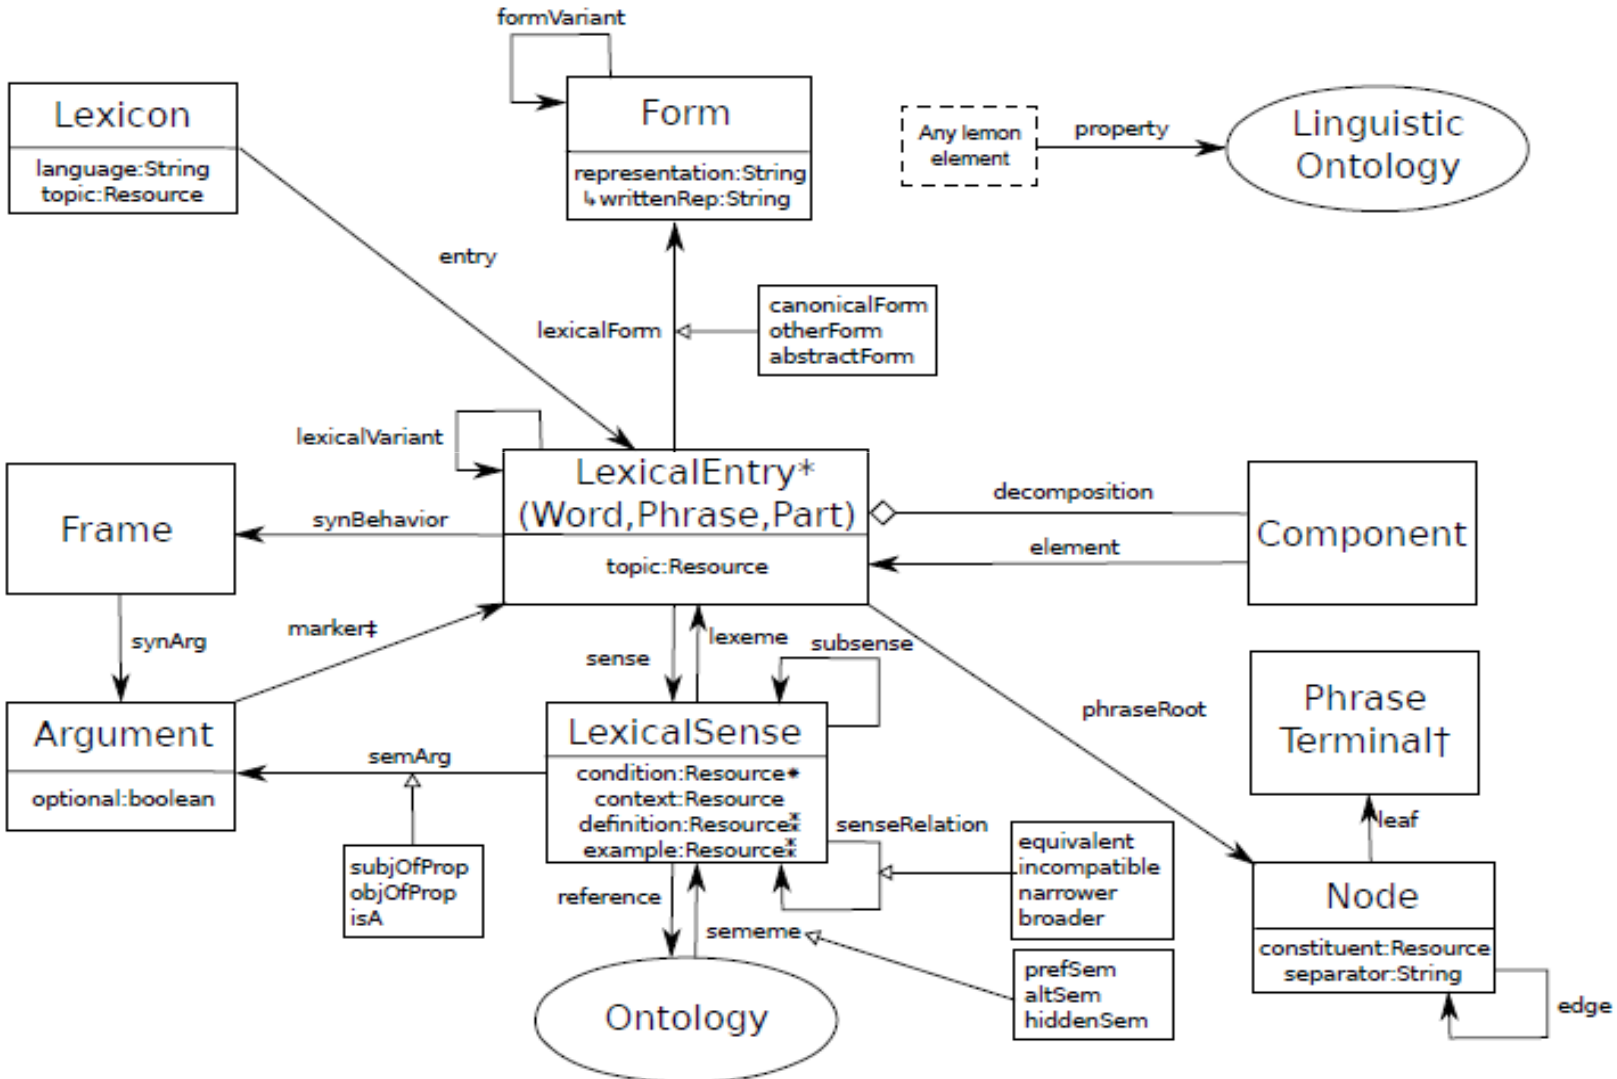 formVariant
Lexicon
language:String
topic:Resource
Form
representation:String
↳writtenRep:String
Any lemon
element
property
Linguistic
Ontology
entry
lexicalForm
canonicalForm
otherForm
abstractForm
lexicalVariant
LexicalEntry*
(Word,Phrase,Part)
topic:Resource
Frame
synBehavior
decomposition
element
Component
synArg
marker‡
sense
lexeme
subsense
phraseRoot
Phrase
Terminal†
Argument
optional:boolean
semArg
LexicalSense
condition:Resource*
context:Resource
definition:Resource⁑
example:Resource⁑
senseRelation
equivalent
incompatible
narrower
broader
leaf
subjOfProp
objOfProp
isA
reference
sememe
prefSem
altSem
hiddenSem
Node
constituent:Resource
separator:String
edge
Ontology